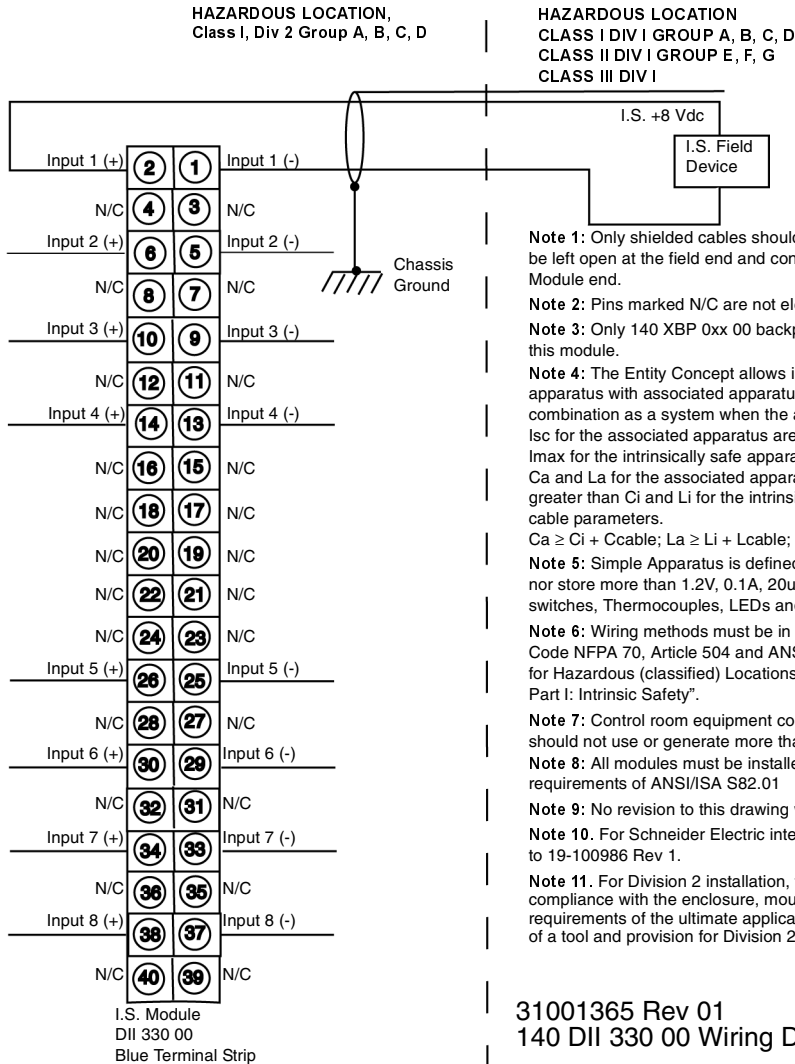 HAZARDOUS LOCATION,
Class I, Div 2 Group A, B, C, D
HAZARDOUS LOCATION
CLASS I DIV I GROUP A, B, C, D
CLASS II DIV I GROUP E, F, G
CLASS III DIV I
I.S. +8 Vdc
I.S. Field
Device
Input 1 (+) 2 1 Input 1 (-)
N/C 4 3 N/C
Input 2 (+) 6 5 Input 2 (-)
N/C 8 7 N/C
Input 3 (+) 10 9 Input 3 (-)
N/C 12 11 N/C
Input 4 (+) 14 13 Input 4 (-)
N/C 16 15 N/C
N/C 18 17 N/C
N/C 20 19 N/C
N/C 22 21 N/C
N/C 24 23 N/C
Input 5 (+) 26 25 Input 5 (-)
N/C 28 27 N/C
Input 6 (+) 30 29 Input 6 (-)
N/C 32 31 N/C
Input 7 (+) 34 33 Input 7 (-)
N/C 36 35 N/C
Input 8 (+) 38 37 Input 8 (-)
N/C 40 39 N/C
I.S. Module
DII 330 00
Blue Terminal Strip
Chassis
Ground
Note 1: Only shielded cables should
be left open at the field end and con
Module end.
Note 2: Pins marked N/C are not el
Note 3: Only 140 XBP 0xx 00 backp
this module.
Note 4: The Entity Concept allows i
apparatus with associated apparatu
combination as a system when the a
Isc for the associated apparatus are
Imax for the intrinsically safe appara
Ca and La for the associated appara
greater than Ci and Li for the intrins
cable parameters.
Ca ≥ Ci + Ccable; La ≥ Li + Lcable;
Note 5: Simple Apparatus is defined
nor store more than 1.2V, 0.1A, 20u
switches, Thermocouples, LEDs an
Note 6: Wiring methods must be in
Code NFPA 70, Article 504 and ANS
for Hazardous (classified) Locations
Part I: Intrinsic Safety”.
Note 7: Control room equipment co
should not use or generate more tha
Note 8: All modules must be installe
requirements of ANSI/ISA S82.01
Note 9: No revision to this drawing
Note 10. For Schneider Electric inte
to 19-100986 Rev 1.
Note 11. For Division 2 installation,
compliance with the enclosure, mou
requirements of the ultimate applica
of a tool and provision for Division 2
31001365 Rev 01
140 DII 330 00 Wiring D